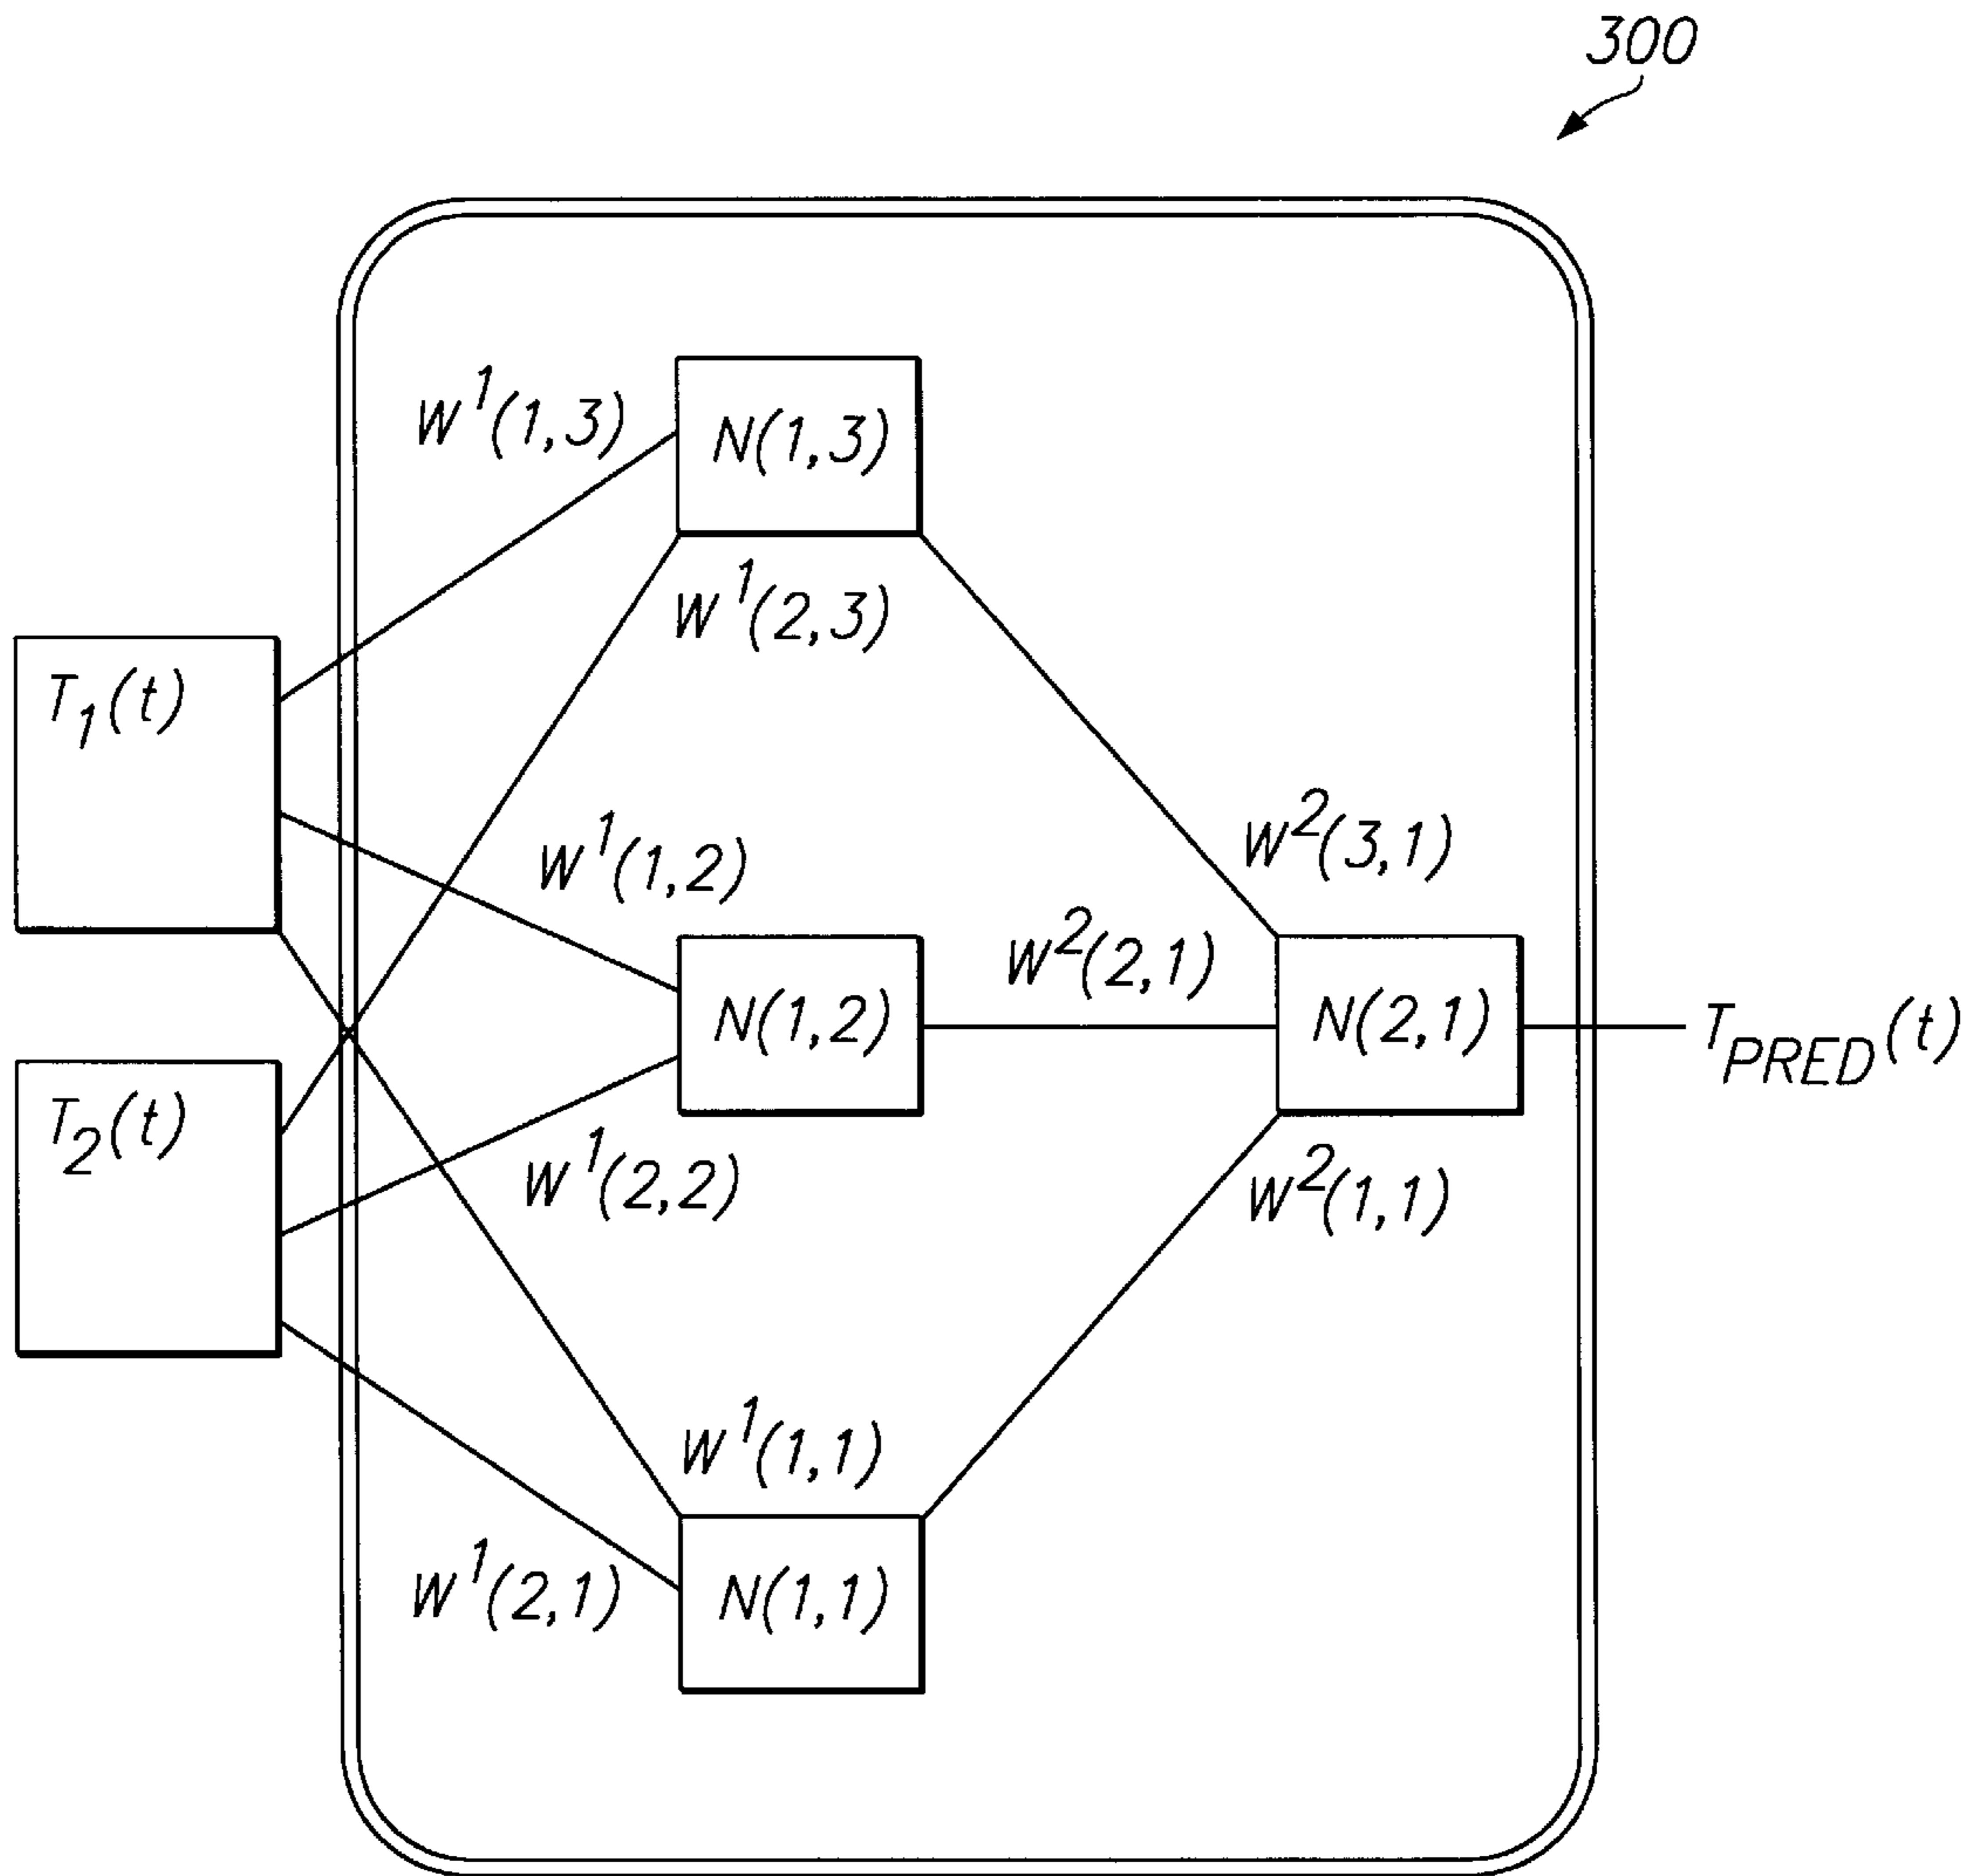 300
W¹(1,3)
N(1,3)
W¹(2,3)
T₁(t)
W¹(1,2)
W²(3,1)
W²(2,1)
N(1,2)
N(2,1)
T_PRED(t)
T₂(t)
W¹(2,2)
W²(1,1)
W¹(1,1)
W¹(2,1)
N(1,1)